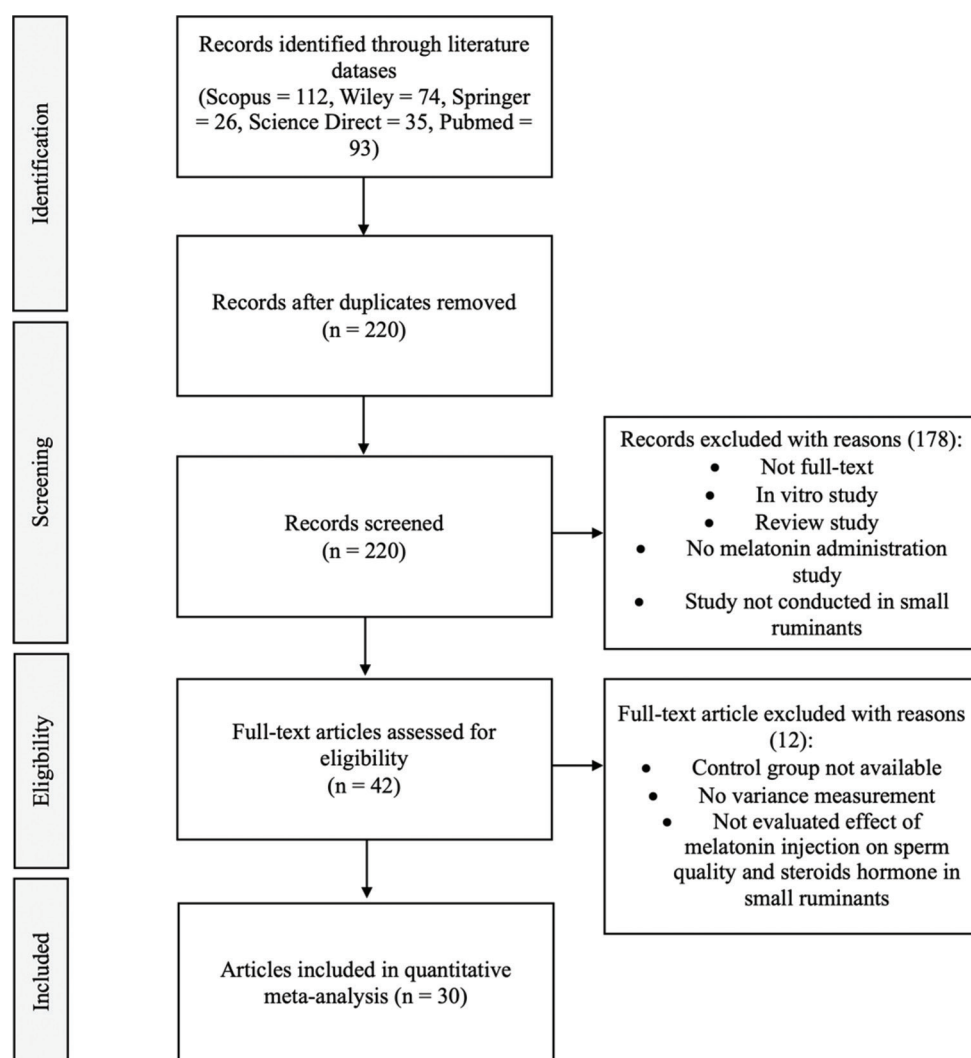 Identification
Records identified through literature
datases
(Scopus = 112, Wiley = 74, Springer
= 26, Science Direct = 35, Pubmed =
93)
Records after duplicates removed
(n = 220)
Screening
Records screened
(n = 220)
Records excluded with reasons (178):
• Not full-text
• In vitro study
• Review study
• No melatonin administration
study
• Study not conducted in small
ruminants
Eligibility
Full-text articles assessed for
eligibility
(n = 42)
Full-text article excluded with reasons
(12):
• Control group not available
• No variance measurement
• Not evaluated effect of
melatonin injection on sperm
quality and steroids hormone in
small ruminants
Included
Articles included in quantitative
meta-analysis (n = 30)